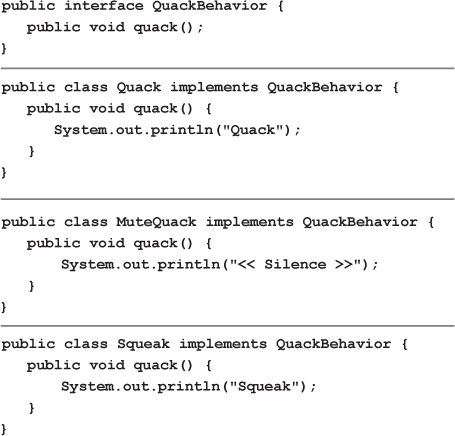 public interface QuackBehavior {
   public void quack();
}
public class Quack implements QuackBehavior {
   public void quack() {
      System.out.println("Quack");
   }
}
public class MuteQuack implements QuackBehavior {
   public void quack() {
       System.out.println("<< Silence >>");
   }
}
public class Squeak implements QuackBehavior {
   public void quack() {
       System.out.println("Squeak");
   }
}